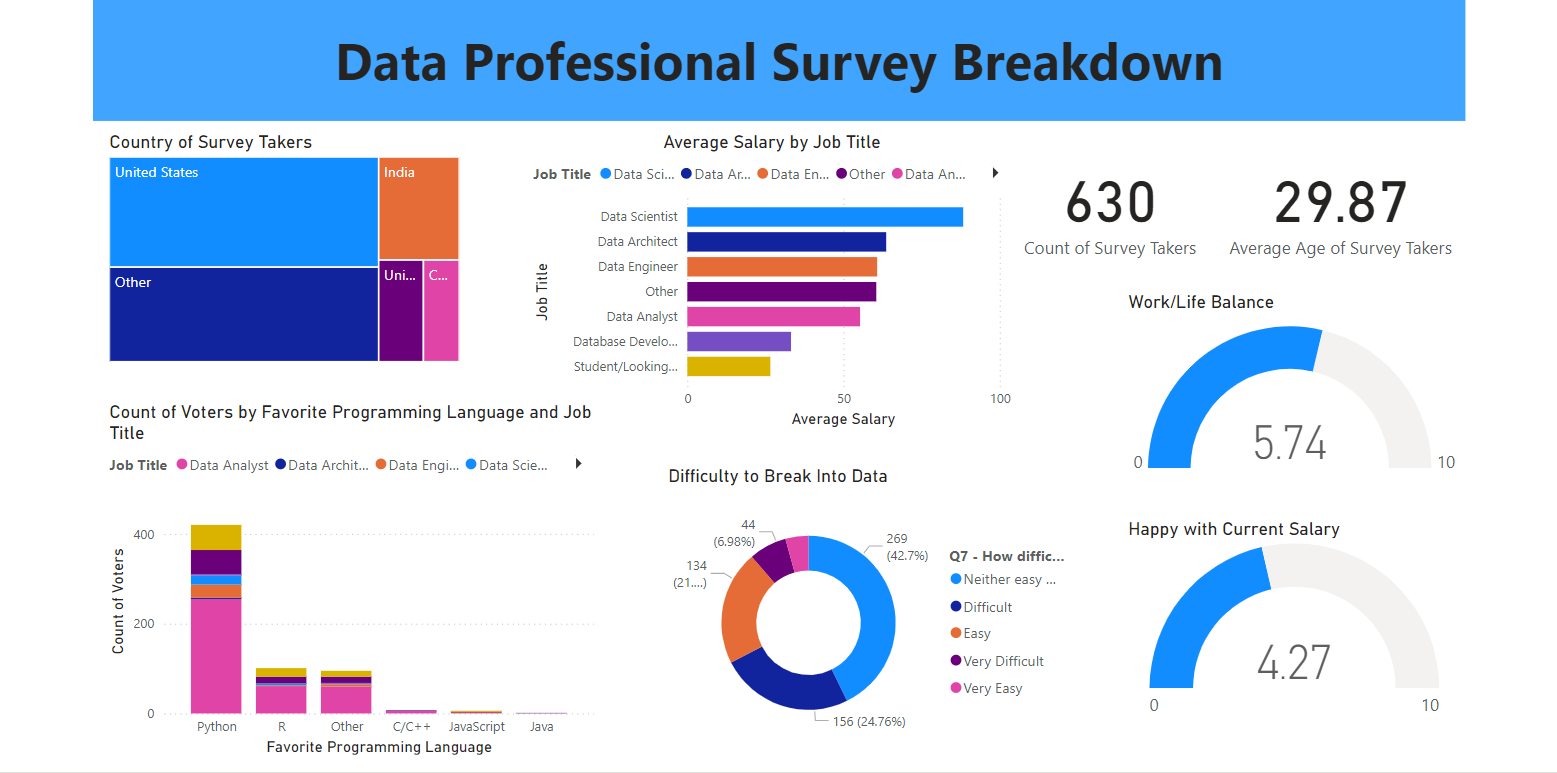 Data Professional Survey Breakdown
Country of Survey Takers
United States
India
Other
Uni...
C...
Average Salary by Job Title
Job Title Data Sci... Data Ar... Data En... Other Data An...
Job Title
Data Scientist
Data Architect
Data Engineer
Other
Data Analyst
Database Develo...
Student/Looking...
0 50 100
Average Salary
630
Count of Survey Takers
29.87
Average Age of Survey Takers
Work/Life Balance
5.74
0 10
Count of Voters by Favorite Programming Language and Job
Title
Job Title Data Analyst Data Archit... Data Engi... Data Scie...
Count of Voters
400
200
0
Python R Other C/C++ JavaScript Java
Favorite Programming Language
Difficulty to Break Into Data
44
(6.98%)
269
(42.7%)
134
(21....)
156 (24.76%)
Q7 - How diffic...
Neither easy ...
Difficult
Easy
Very Difficult
Very Easy
Happy with Current Salary
4.27
0 10